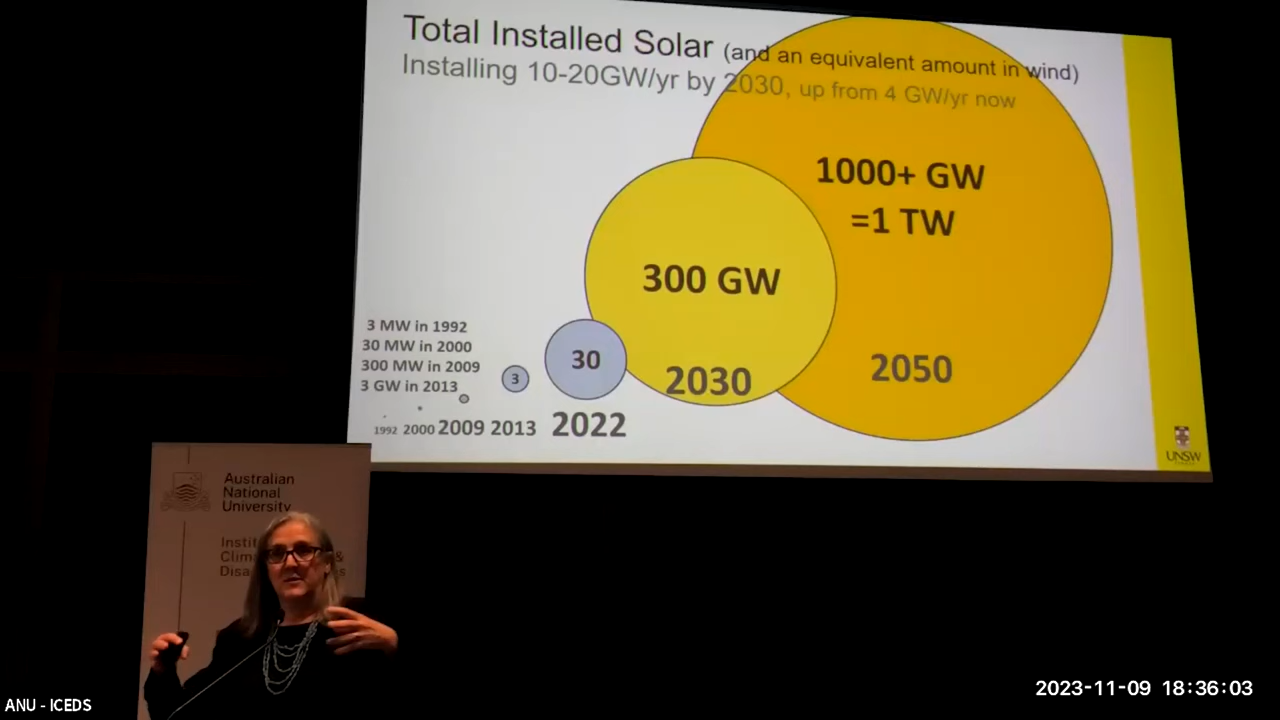 Total Installed Solar (and an equivalent amount in wind)
Installing 10-20GW/yr by 2030, up from 4 GW/yr now
1000+ GW
=1 TW
300 GW
3 MW in 1992
30 MW in 2000
300 MW in 2009
3 GW in 2013
3
30
2030
2050
1992 2000 2009 2013 2022
UNSW
Australian
National
University
ANU - ICEDS
2023-11-09 18:36:03